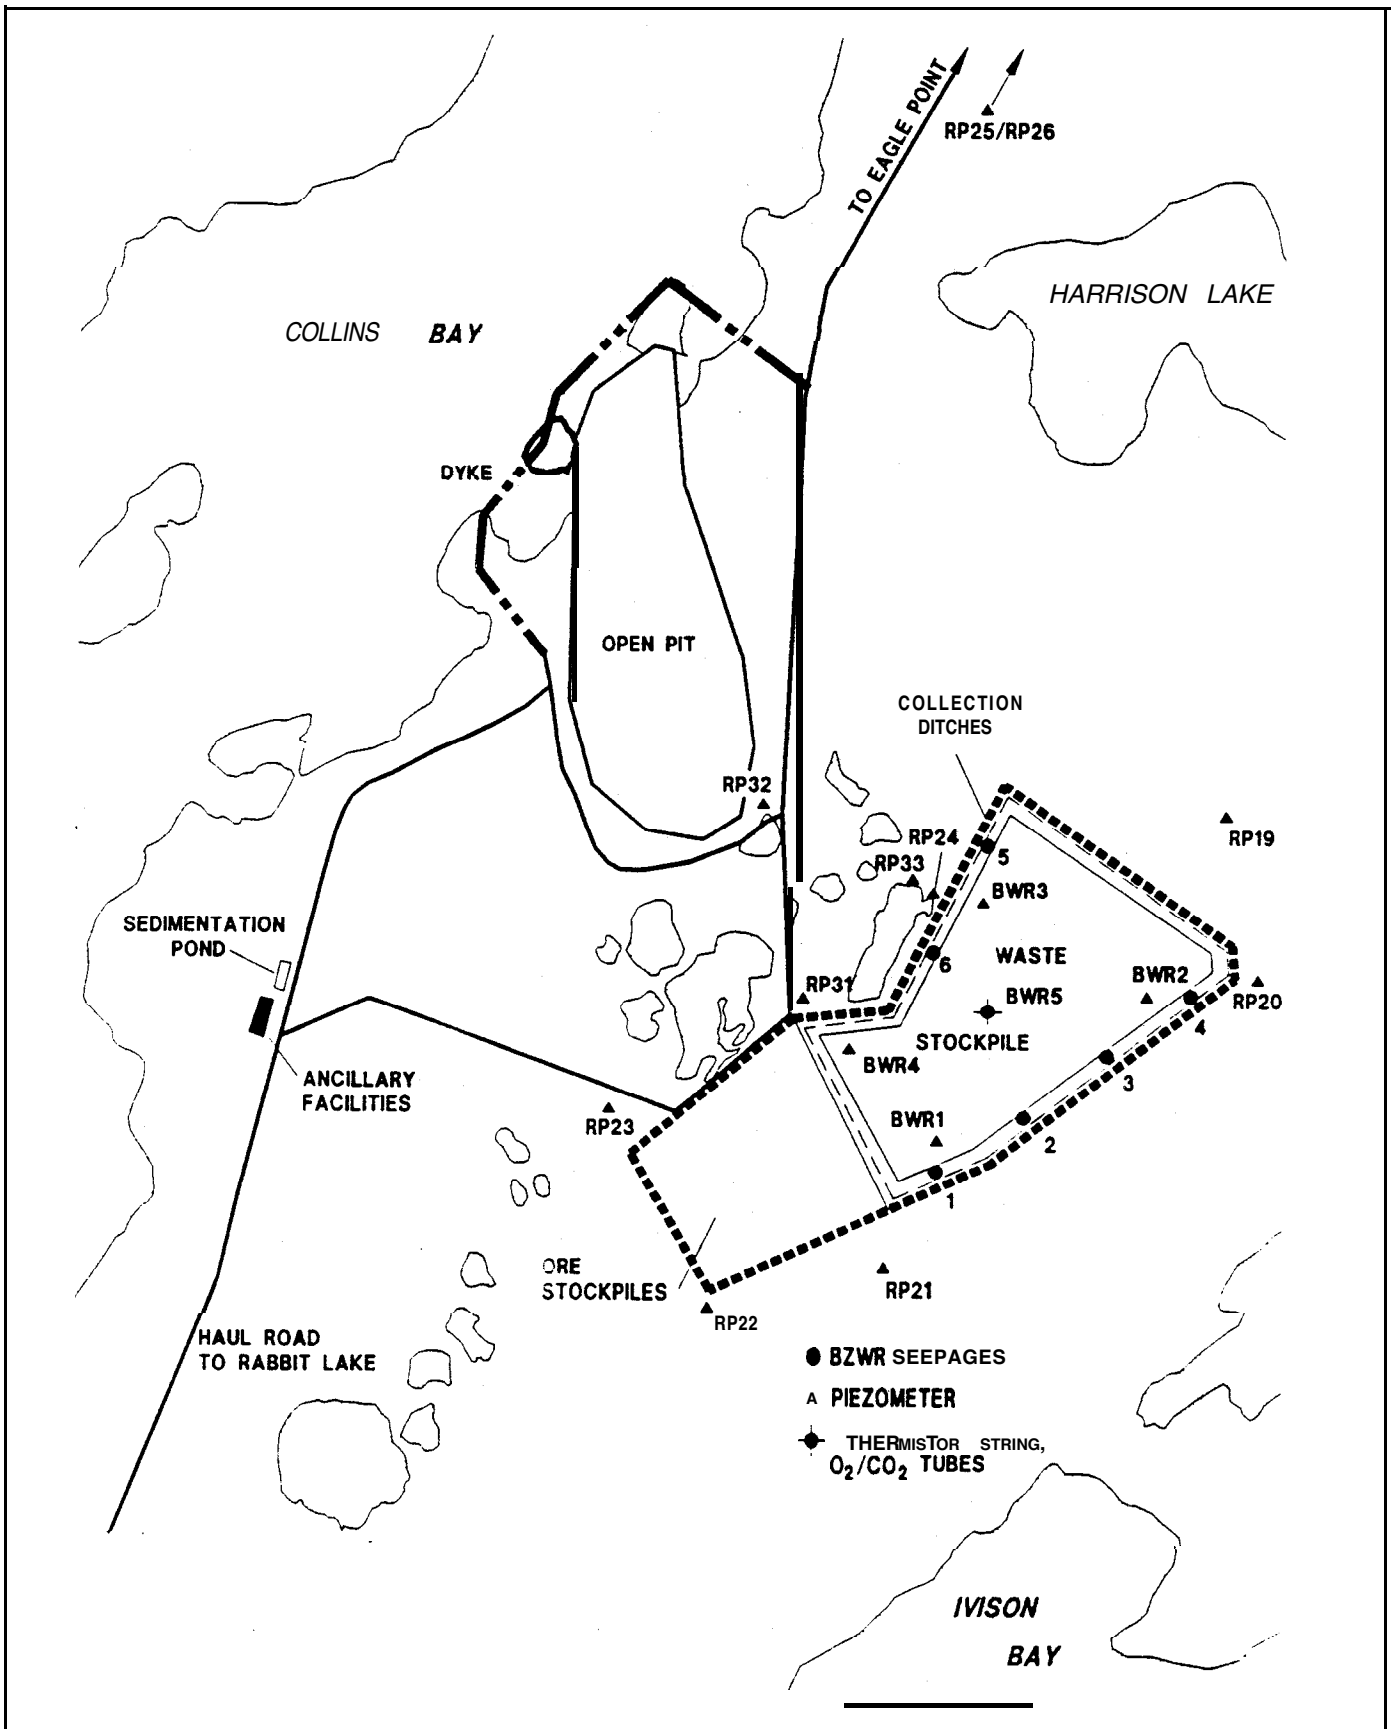 TO EAGLE POINT
RP25/RP26
HARRISON LAKE
COLLINS BAY
DYKE
OPEN PIT
COLLECTION
DITCHES
RP32
RP19
RP24
RP33
5
BWR3
SEDIMENTATION
POND
6
WASTE
BWR2
RP20
RP31
BWR5
4
STOCKPILE
BWR4
3
ANCILLARY
FACILITIES
RP23
BWR1
2
1
ORE
STOCKPILES
RP21
RP22
HAUL ROAD
TO RABBIT LAKE
BZWR SEEPAGES
A PIEZOMETER
THERMISTOR STRING,
O2/CO2 TUBES
IVISON
BAY